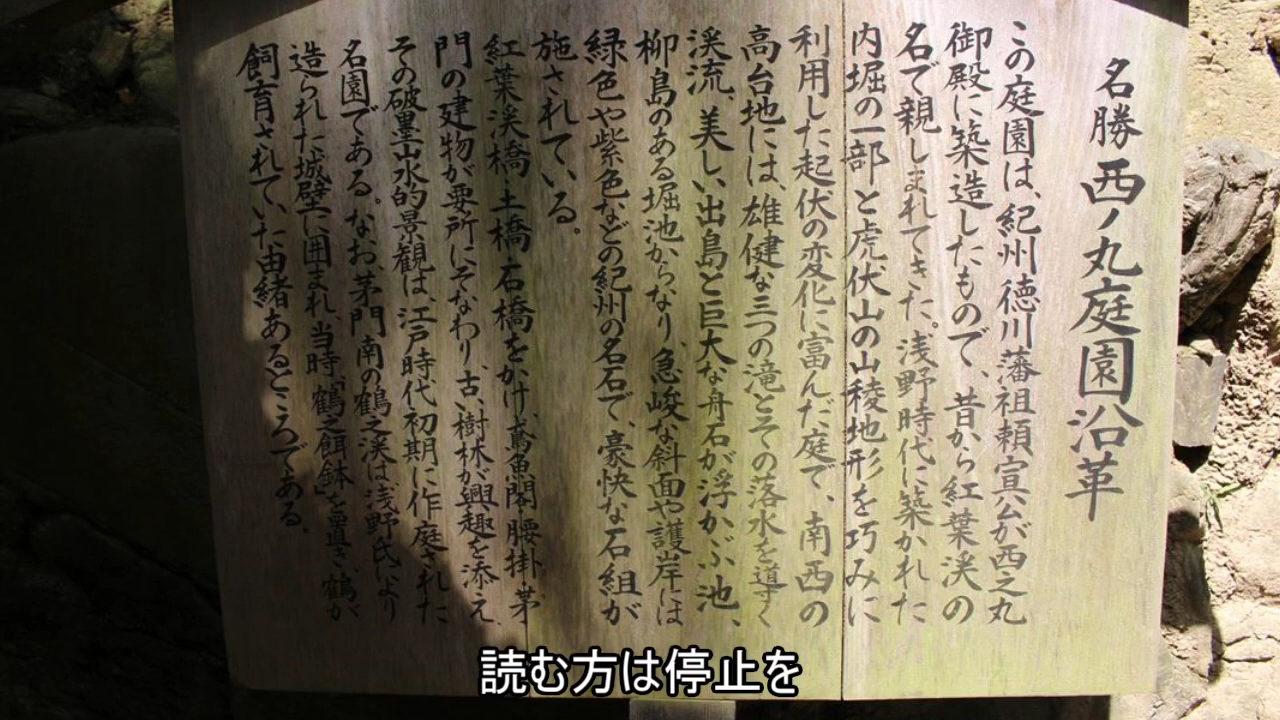 名勝 西ノ丸庭園沿革
この庭園は、紀州徳川藩祖頼宣公が西之丸
御殿に築造したもので、昔から紅葉渓の
名で親しまれてきた。浅野時代に築かれた
内堀の一部と虎伏山の山稜地形を巧みに
利用した起伏の変化に富んだ庭で、南西の
高台地には、雄健な三つの滝とその落水を導く
渓流、美しい出島と巨大な舟石が浮かぶ池、
柳島のある堀池からなり、急峻な斜面や護岸には
緑色や紫色などの紀州の名石で、豪快な石組が
施されている。
紅葉渓橋、土橋、石橋をかけ、鳶魚閣、腰掛、茅
門の建物が要所にそなわり、古、樹林が興趣を添え、
その破墨山水的景観は、江戸時代初期に作庭された
名園である。なお、茅門南の鶴之渓は浅野氏により
造られた城壁に囲まれ、当時「鶴之餌鉢」を置き、鶴が
飼育されていた由緒あるところである。
読む方は停止を